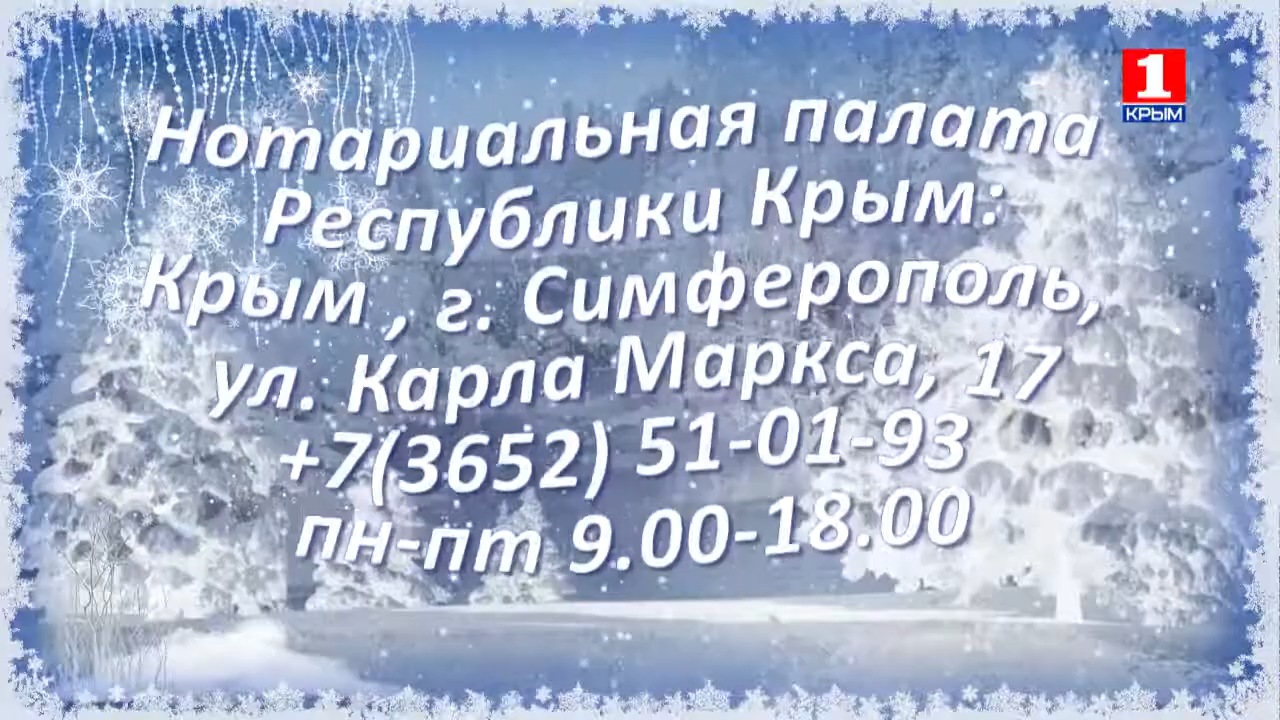 1
КРЫМ
Нотариальная палата
Республики Крым:
Крым , г. Симферополь,
ул. Карла Маркса, 17
+7(3652) 51-01-93
пн-пт 9.00-18.00